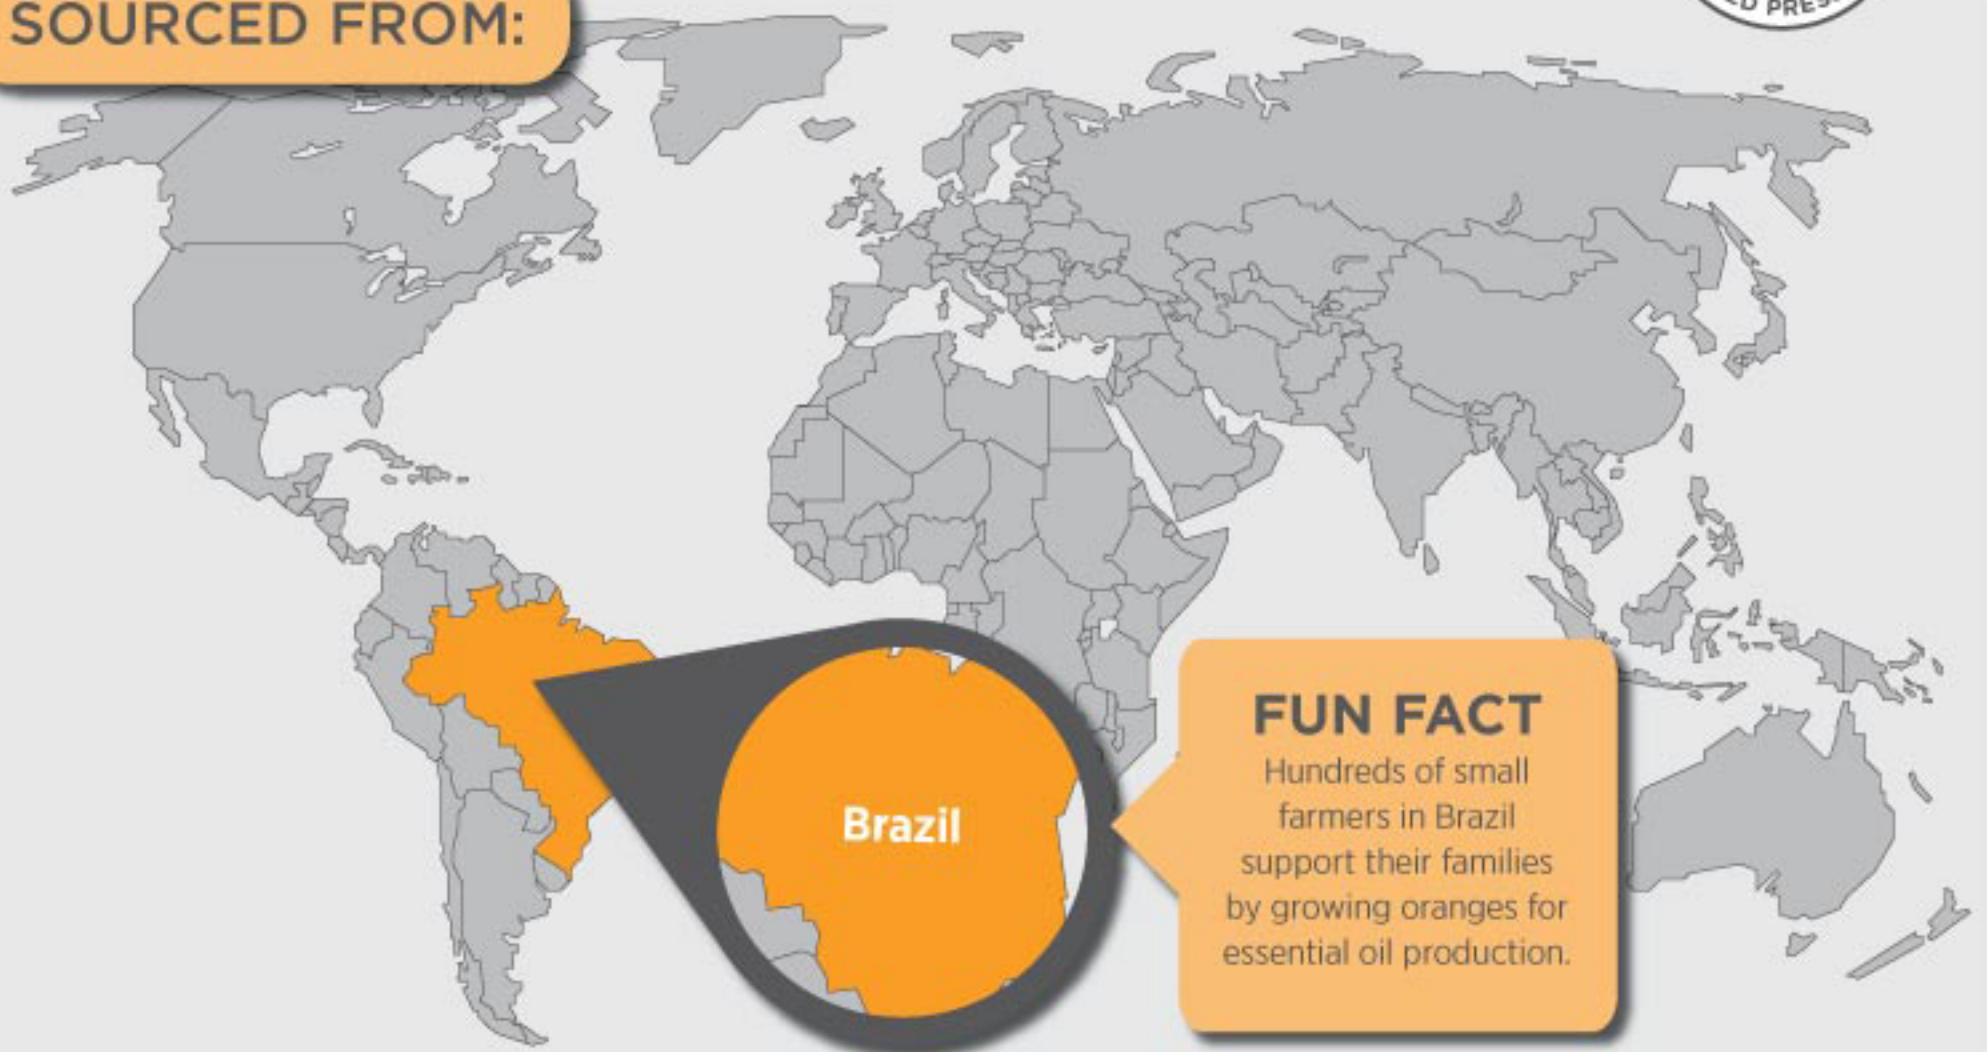 SOURCED FROM:
Brazil
FUN FACT
Hundreds of small
farmers in Brazil
support their families
by growing oranges for
essential oil production.